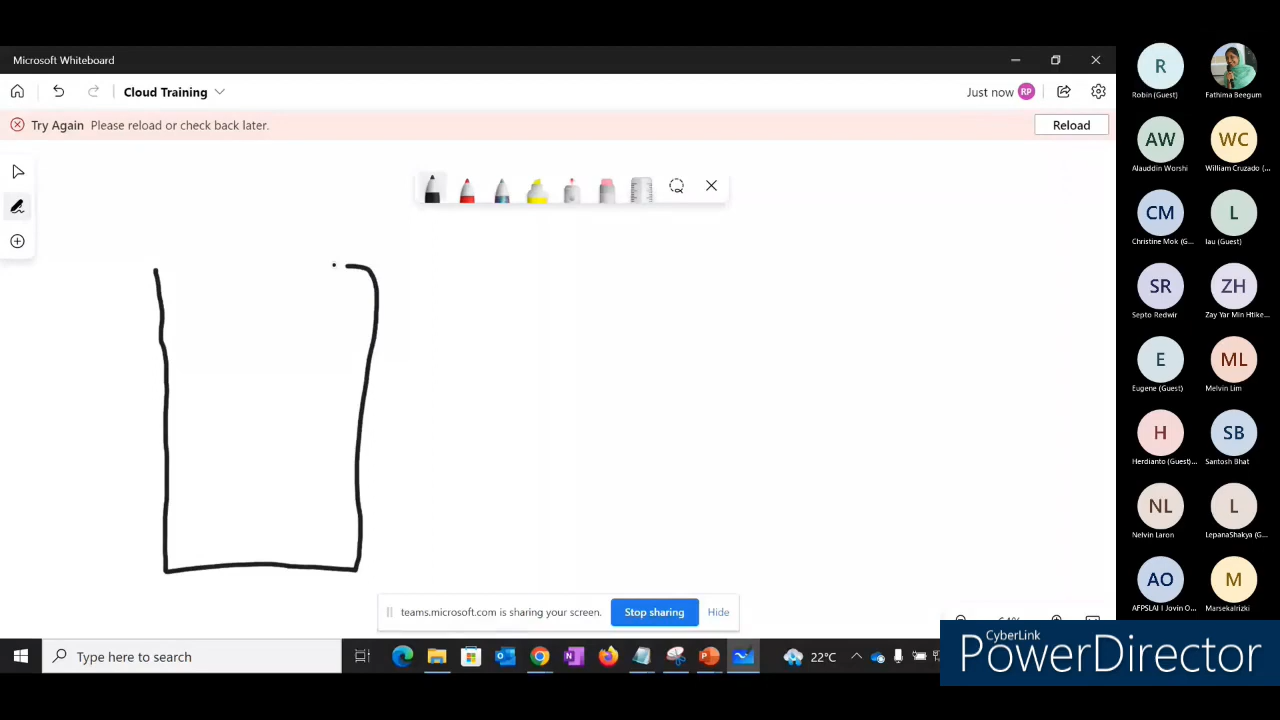 Microsoft Whiteboard
Cloud Training
Just now RP
Try Again Please reload or check back later.
Reload
teams.microsoft.com is sharing your screen.
Stop sharing
Hide
Type here to search
22°C
R
Robin (Guest)
Fathima Beegum
AW
Alauddin Worshi
WC
William Cruzado (...
CM
Christine Mok (G...
L
lau (Guest)
SR
Septo Redwir
ZH
Zay Yar Min Htike...
E
Eugene (Guest)
ML
Melvin Lim
H
Herdianto (Guest)...
SB
Santosh Bhat
NL
Nelvin Laron
L
LepanaShakya (G...
AO
AFPSLAI I Jovin O...
M
Marsekalrizki
CyberLink
PowerDirector